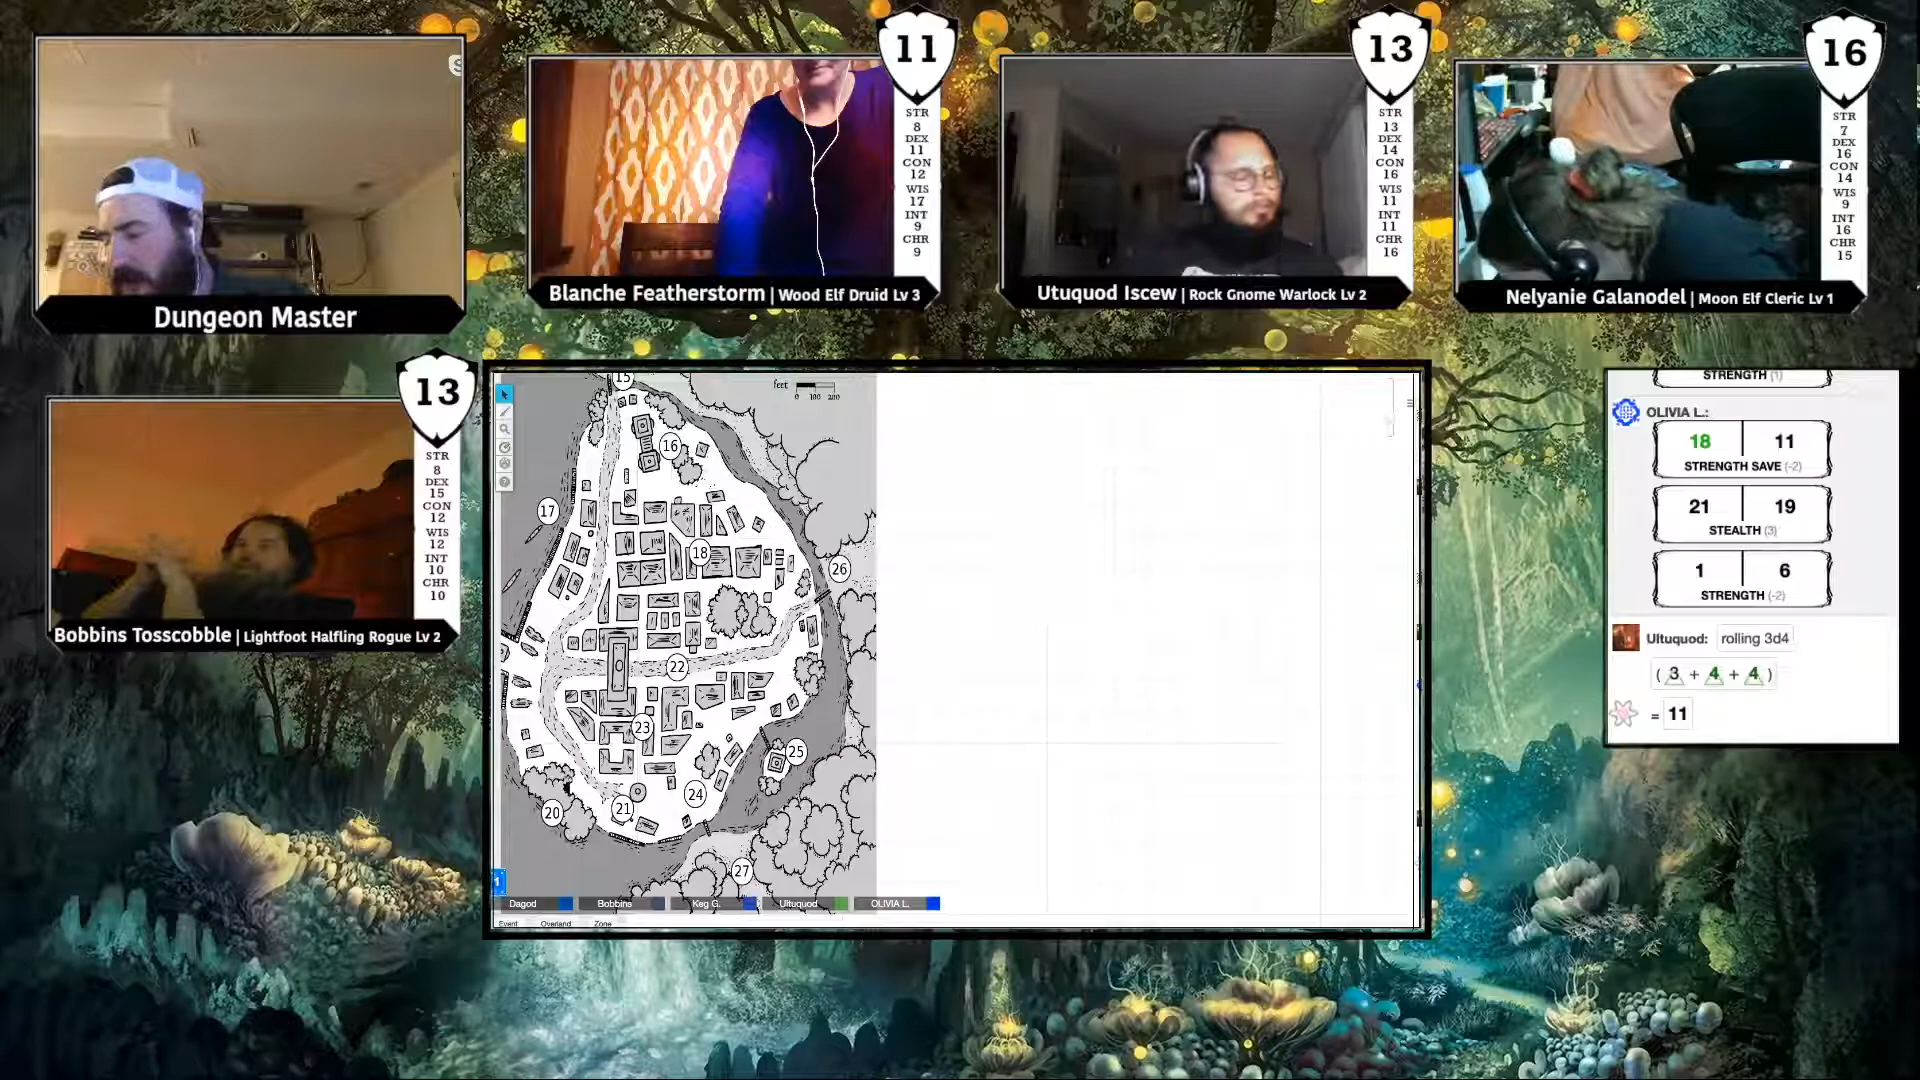 11
STR
8
DEX
11
CON
12
WIS
17
INT
9
CHR
9
13
STR
13
DEX
14
CON
16
WIS
11
INT
11
CHR
16
16
STR
7
DEX
16
CON
14
WIS
9
INT
16
CHR
15
Dungeon Master
Blanche Featherstorm | Wood Elf Druid Lv 3
Utuquod Iscew | Rock Gnome Warlock Lv 2
Nelyanie Galanodel | Moon Elf Cleric Lv 1
13
STR
8
DEX
15
CON
12
WIS
12
INT
10
CHR
10
Bobbins Tosscobble | Lightfoot Halfling Rogue Lv 2
15
feet
0 100 200
16
17
18
26
22
23
25
24
20
21
27
1
Dagod
Bobbins
Keg G.
Ultuquod
OLIVIA L.
Event Overland Zone
STRENGTH (1)
OLIVIA L.:
18 11
STRENGTH SAVE (-2)
21 19
STEALTH (3)
1 6
STRENGTH (-2)
Ultuquod: rolling 3d4
( 3 + 4 + 4 )
= 11